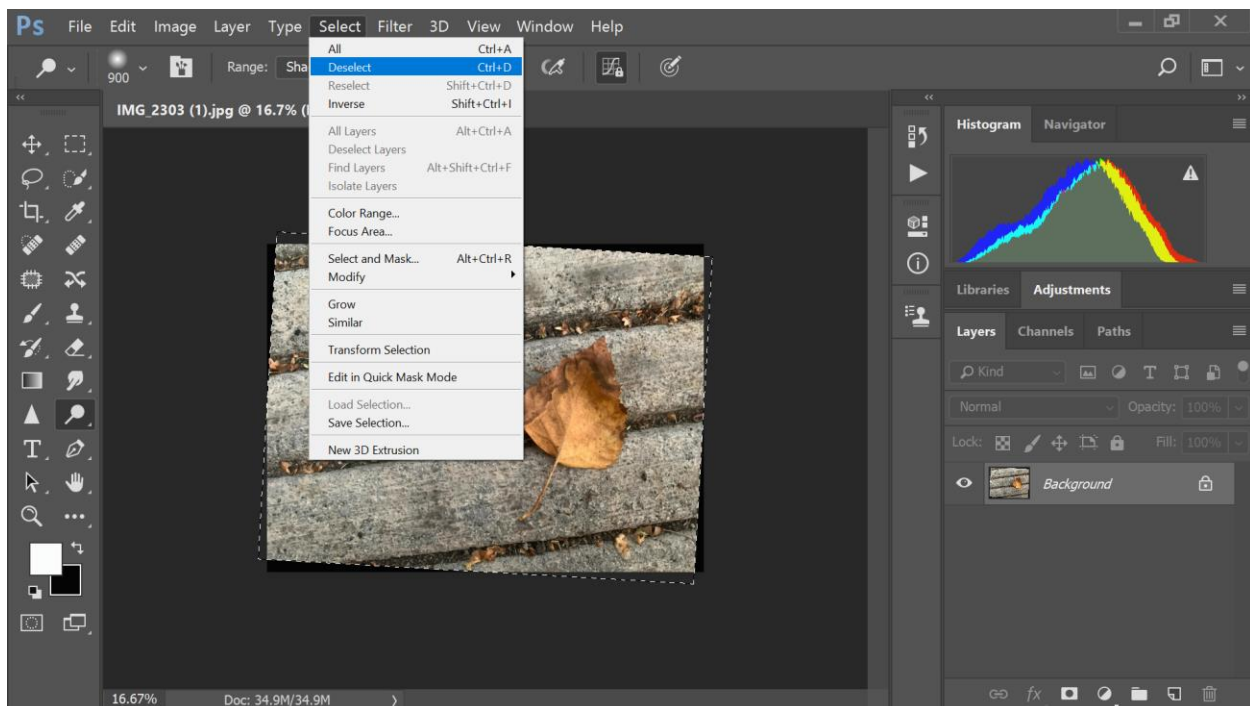 Ps File Edit Image Layer Type Select Filter 3D View Window Help
900 Range: Sha
IMG_2303 (1).jpg @ 16.7% (
All Ctrl+A
Deselect Ctrl+D
Reselect Shift+Ctrl+D
Inverse Shift+Ctrl+I
All Layers Alt+Ctrl+A
Deselect Layers
Find Layers Alt+Shift+Ctrl+F
Isolate Layers
Color Range...
Focus Area...
Select and Mask... Alt+Ctrl+R
Modify
Grow
Similar
Transform Selection
Edit in Quick Mask Mode
Load Selection...
Save Selection...
New 3D Extrusion
Histogram Navigator
Libraries Adjustments
Layers Channels Paths
Kind
Normal Opacity: 100%
Lock: Fill: 100%
Background
16.67% Doc: 34.9M/34.9M